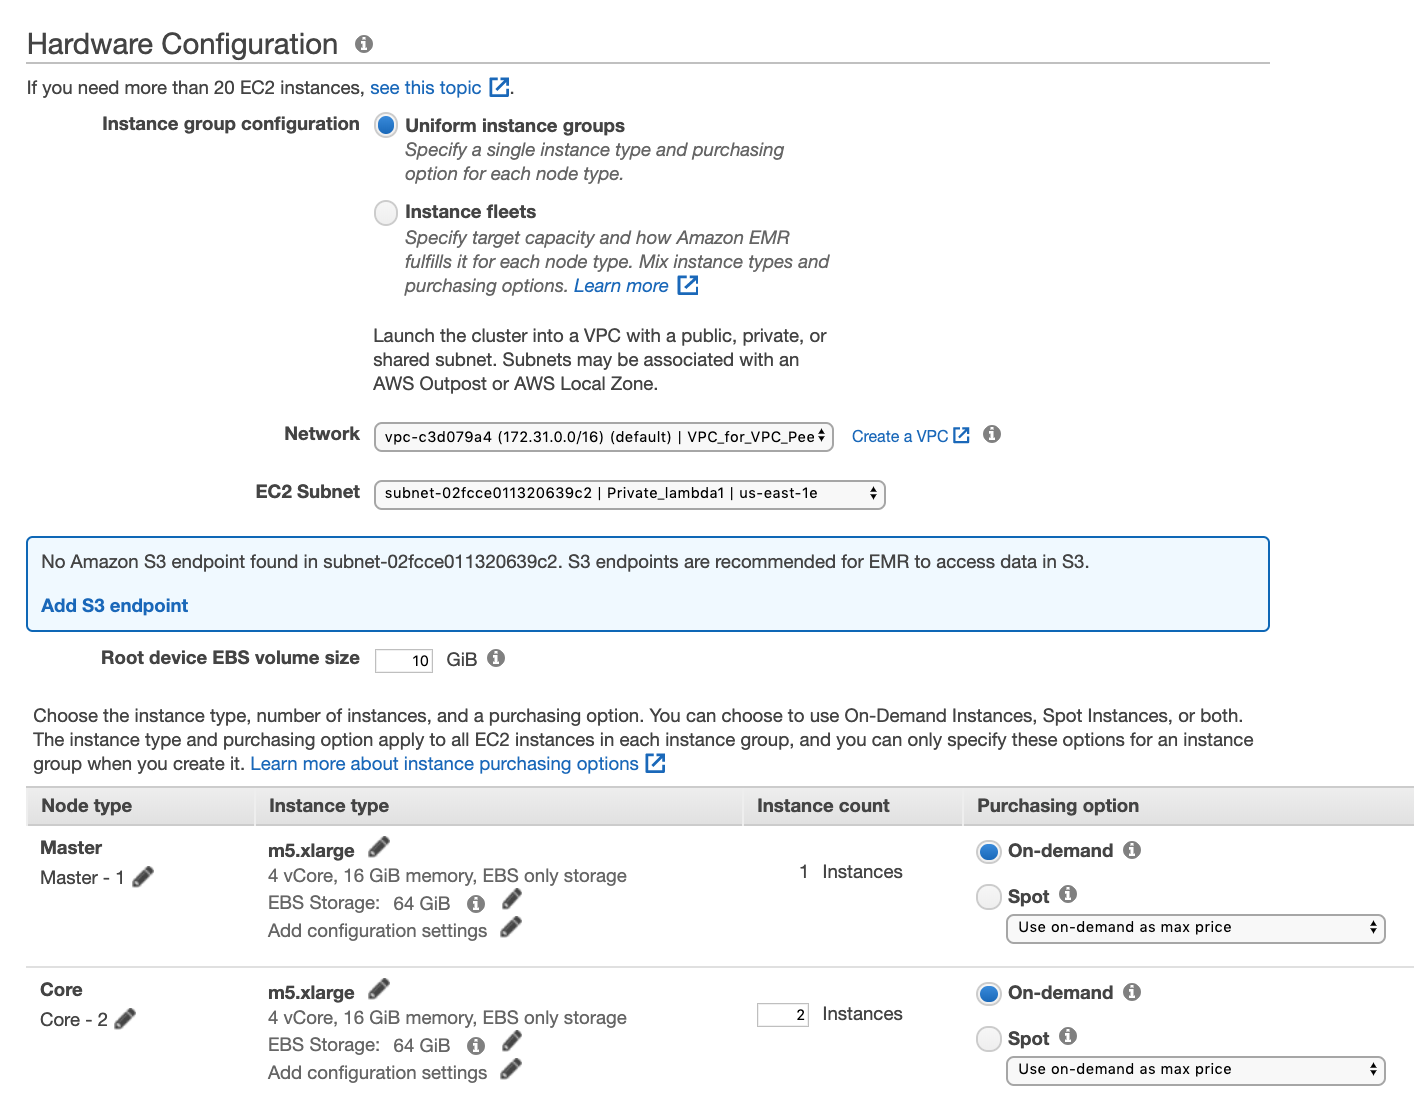 Hardware Configuration
If you need more than 20 EC2 instances, see this topic.
Instance group configuration
Uniform instance groups
Specify a single instance type and purchasing
option for each node type.
Instance fleets
Specify target capacity and how Amazon EMR
fulfills it for each node type. Mix instance types and
purchasing options. Learn more
Launch the cluster into a VPC with a public, private, or
shared subnet. Subnets may be associated with an
AWS Outpost or AWS Local Zone.
Network vpc-c3d079a4 (172.31.0.0/16) (default) | VPC_for_VPC_Pee Create a VPC
EC2 Subnet subnet-02fcce011320639c2 | Private_lambda1 | us-east-1e
No Amazon S3 endpoint found in subnet-02fcce011320639c2. S3 endpoints are recommended for EMR to access data in S3.
Add S3 endpoint
Root device EBS volume size 10 GiB
Choose the instance type, number of instances, and a purchasing option. You can choose to use On-Demand Instances, Spot Instances, or both.
The instance type and purchasing option apply to all EC2 instances in each instance group, and you can only specify these options for an instance
group when you create it. Learn more about instance purchasing options
Node type Instance type Instance count Purchasing option
Master
Master - 1
m5.xlarge
4 vCore, 16 GiB memory, EBS only storage
EBS Storage: 64 GiB
Add configuration settings
1 Instances
On-demand
Spot
Use on-demand as max price
Core
Core - 2
m5.xlarge
4 vCore, 16 GiB memory, EBS only storage
EBS Storage: 64 GiB
Add configuration settings
2 Instances
On-demand
Spot
Use on-demand as max price